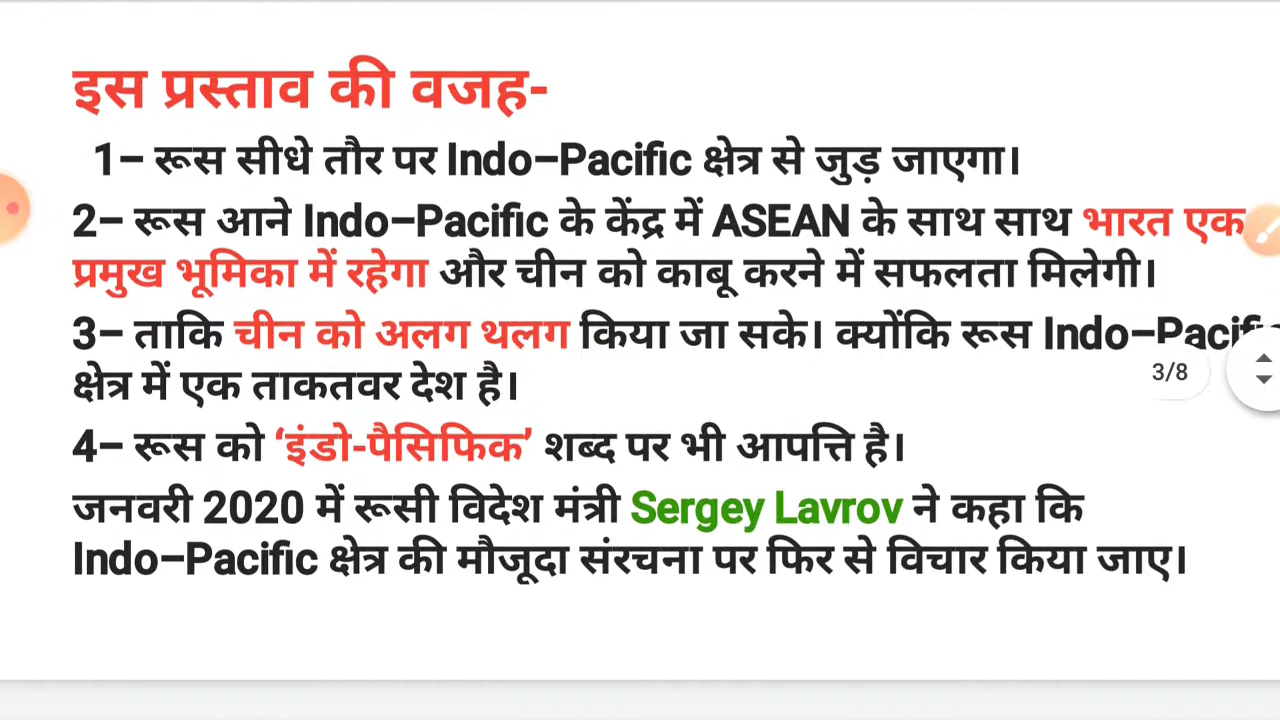 इस प्रस्ताव की वजह-
1– रूस सीधे तौर पर Indo–Pacific क्षेत्र से जुड़ जाएगा।
2– रूस आने Indo–Pacific के केंद्र में ASEAN के साथ साथ भारत एक
प्रमुख भूमिका में रहेगा और चीन को काबू करने में सफलता मिलेगी।
3– ताकि चीन को अलग थलग किया जा सके। क्योंकि रूस Indo–Pacif
3/8
क्षेत्र में एक ताकतवर देश है।
4– रूस को ‘इंडो-पैसिफिक’ शब्द पर भी आपत्ति है।
जनवरी 2020 में रूसी विदेश मंत्री Sergey Lavrov ने कहा कि
Indo–Pacific क्षेत्र की मौजूदा संरचना पर फिर से विचार किया जाए।